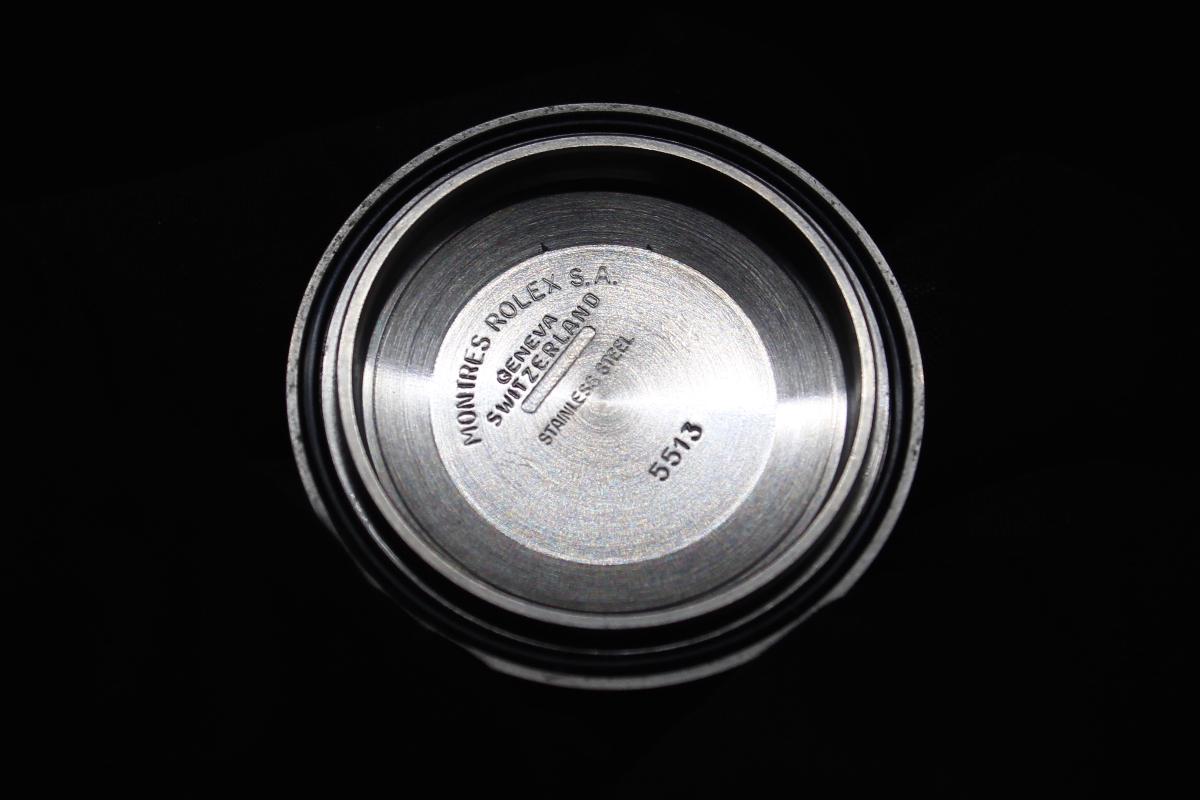 MONTRES ROLEX S.A.
GENEVA
SWITZERLAND
STAINLESS STEEL
5513